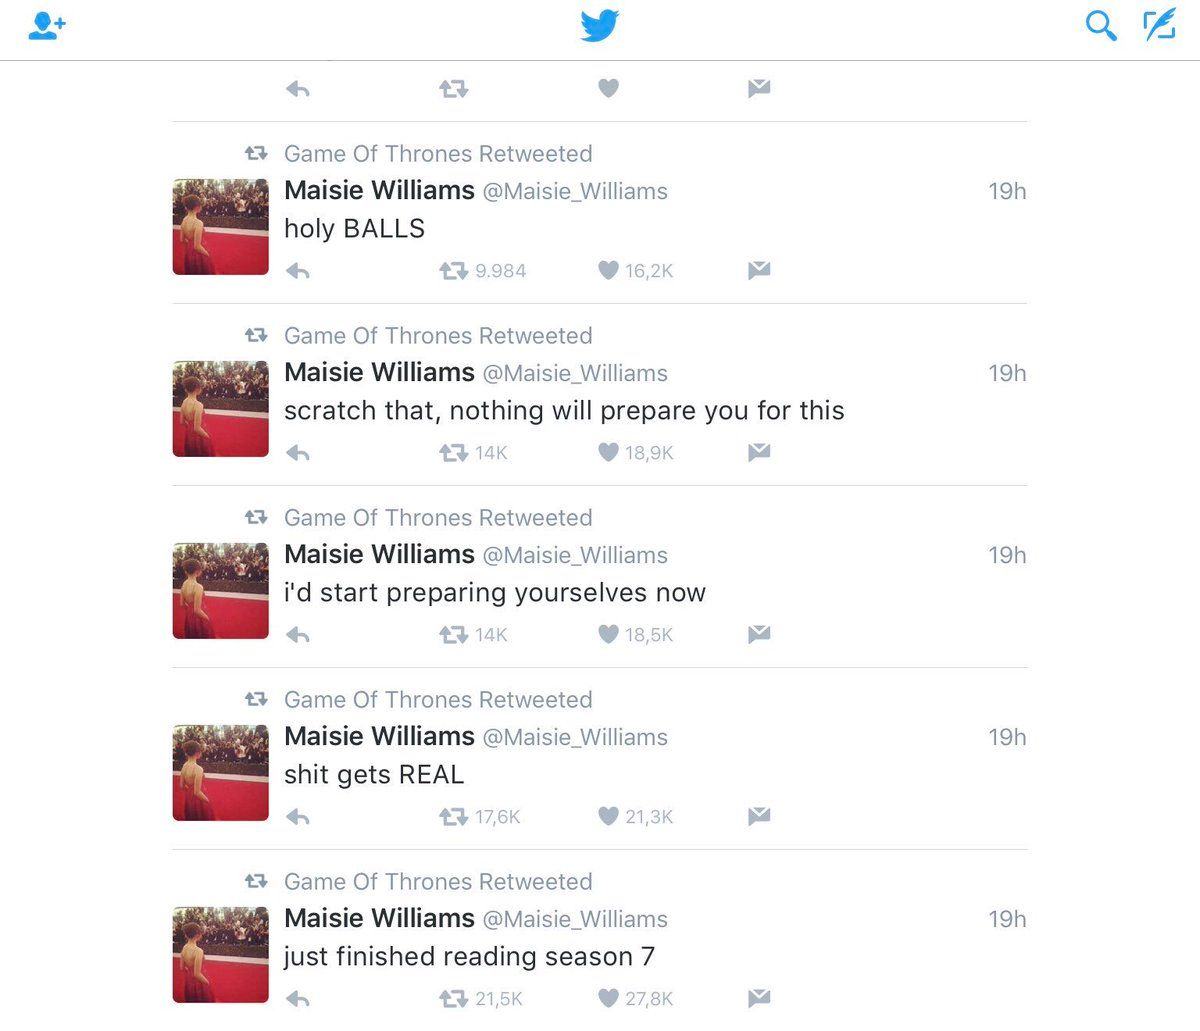 Game Of Thrones Retweeted
Maisie Williams @Maisie_Williams 19h
holy BALLS
9.984 16,2K
Game Of Thrones Retweeted
Maisie Williams @Maisie_Williams 19h
scratch that, nothing will prepare you for this
14K 18,9K
Game Of Thrones Retweeted
Maisie Williams @Maisie_Williams 19h
i'd start preparing yourselves now
14K 18,5K
Game Of Thrones Retweeted
Maisie Williams @Maisie_Williams 19h
shit gets REAL
17,6K 21,3K
Game Of Thrones Retweeted
Maisie Williams @Maisie_Williams 19h
just finished reading season 7
21,5K 27,8K